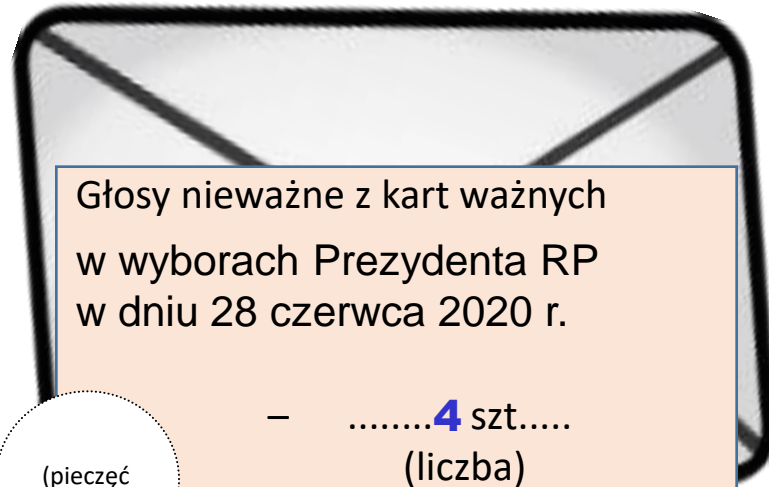 Głosy nieważne z kart ważnych
w wyborach Prezydenta RP
w dniu 28 czerwca 2020 r.
– ........4 szt.....
(liczba)
(pieczęć